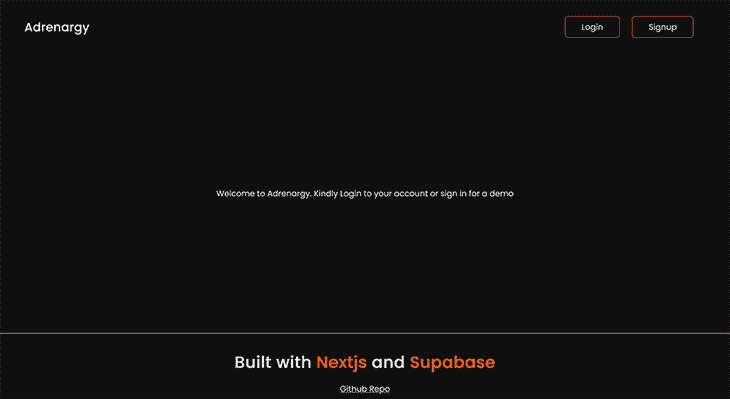 Adrenargy
Login
Signup
Welcome to Adrenargy. Kindly Login to your account or sign in for a demo
Built with Nextjs and Supabase
Github Repo